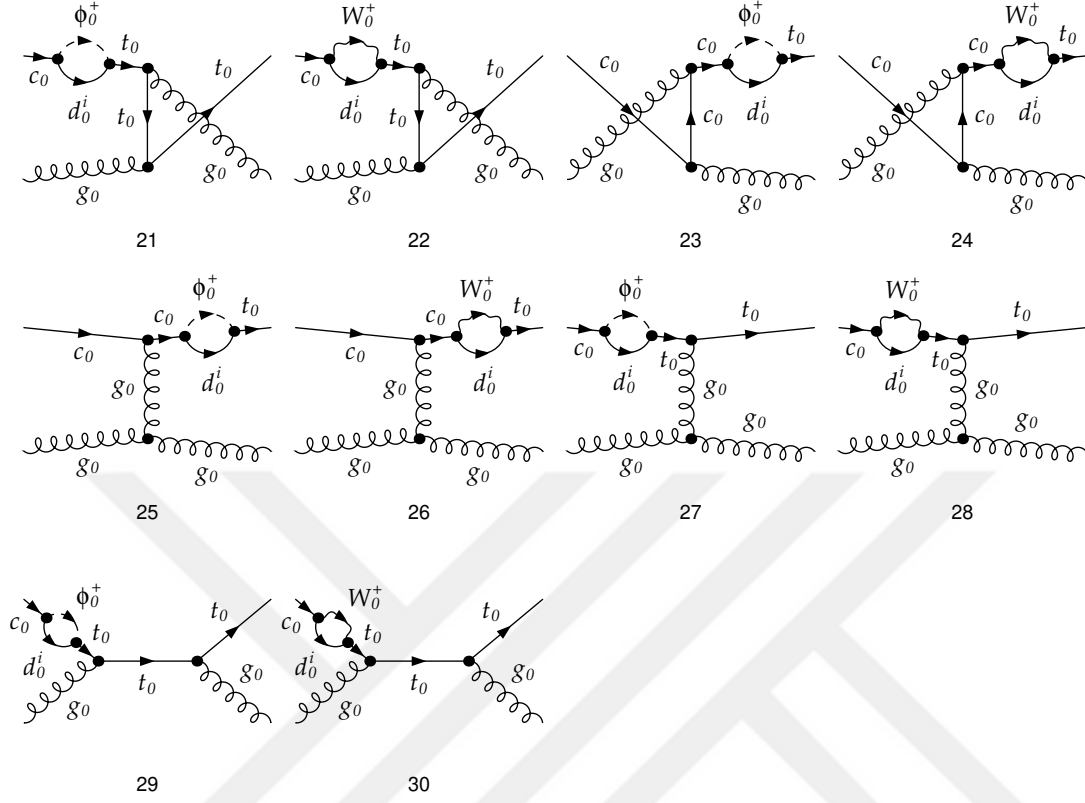 ϕ₀⁺ t₀ t₀ c₀ dᵢ₀ t₀ g₀ g₀
21
W₀⁺ t₀ t₀ c₀ d₀ⁱ t₀ g₀ g₀
22
c₀ c₀ ϕ₀⁺ t₀ d₀ⁱ c₀ g₀ g₀
23
c₀ c₀ W₀⁺ t₀ d₀ⁱ c₀ g₀ g₀
24
c₀ c₀ ϕ₀⁺ t₀ d₀ⁱ g₀ g₀ g₀
25
c₀ c₀ W₀⁺ t₀ d₀ⁱ g₀ g₀ g₀
26
ϕ₀⁺ t₀ c₀ d₀ⁱ t₀ g₀ g₀ g₀
27
W₀⁺ t₀ c₀ d₀ⁱ t₀ g₀ g₀ g₀
28
ϕ₀⁺ c₀ t₀ d₀ⁱ g₀ t₀ t₀ g₀
29
W₀⁺ c₀ t₀ d₀ⁱ g₀ t₀ t₀ g₀
30